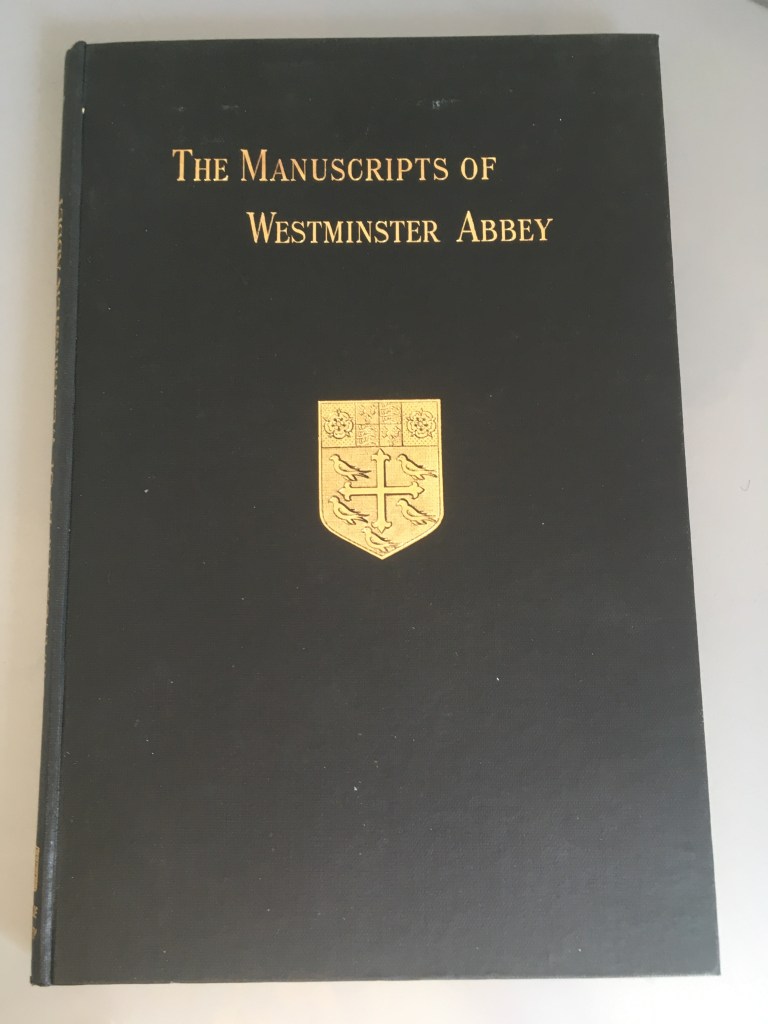 The Manuscripts of
Westminster Abbey